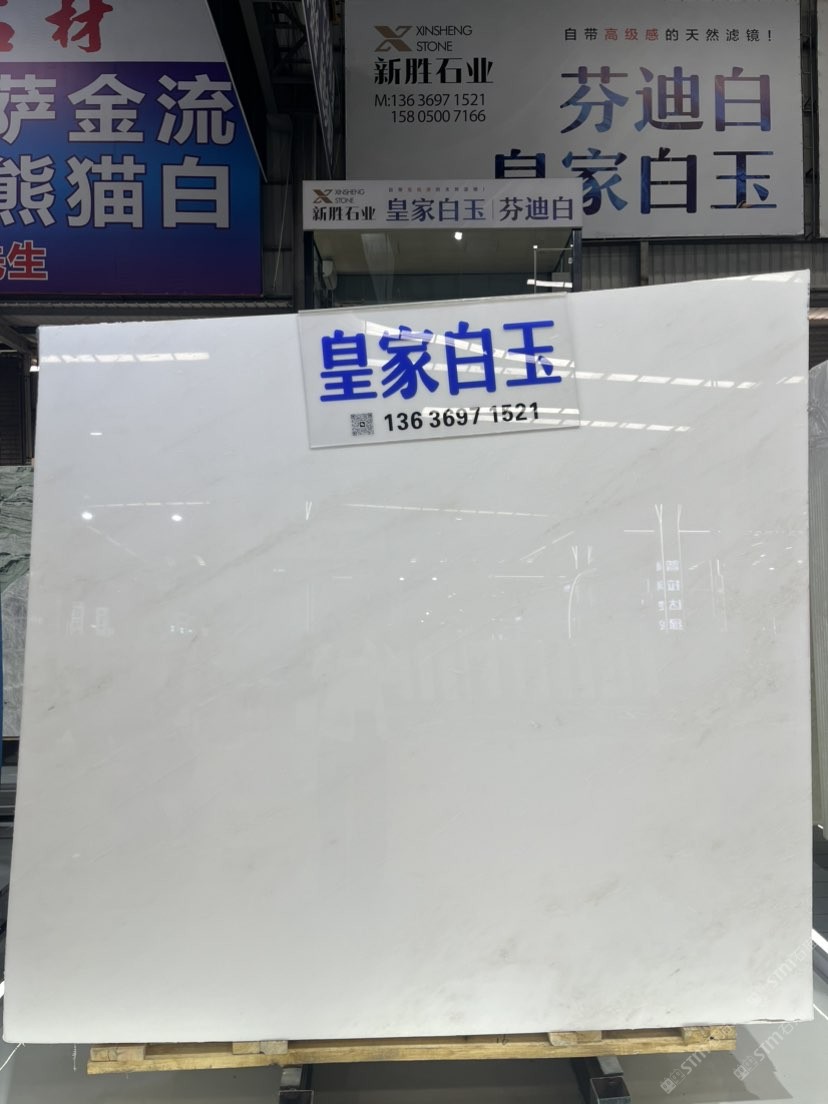 石材
萨金流
熊猫白
先生
XINSHENG
STONE
新胜石业
M:136 3697 1521
158 0500 7166
自带高级感的天然滤镜！
芬迪白
皇家白玉
XINSHENG
STONE
新胜石业
皇家白玉
芬迪白
皇家白玉
136 3697 1521